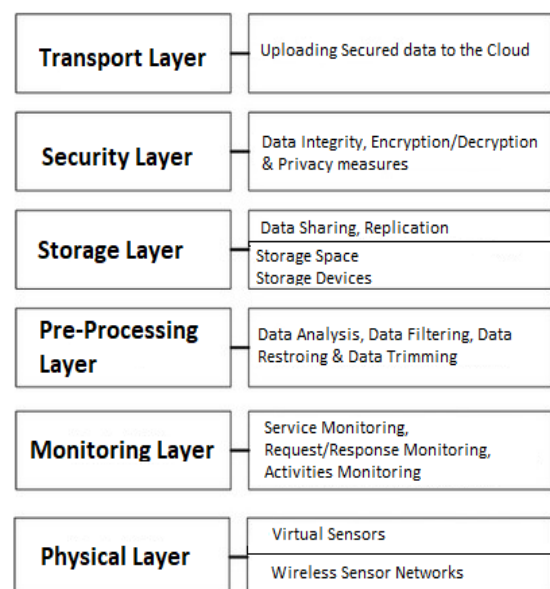 Transport Layer
Uploading Secured data to the Cloud
Security Layer
Data Integrity, Encryption/Decryption
& Privacy measures
Storage Layer
Data Sharing, Replication
Storage Space
Storage Devices
Pre-Processing
Layer
Data Analysis, Data Filtering, Data
Restroing & Data Trimming
Monitoring Layer
Service Monitoring,
Request/Response Monitoring,
Activities Monitoring
Physical Layer
Virtual Sensors
Wireless Sensor Networks